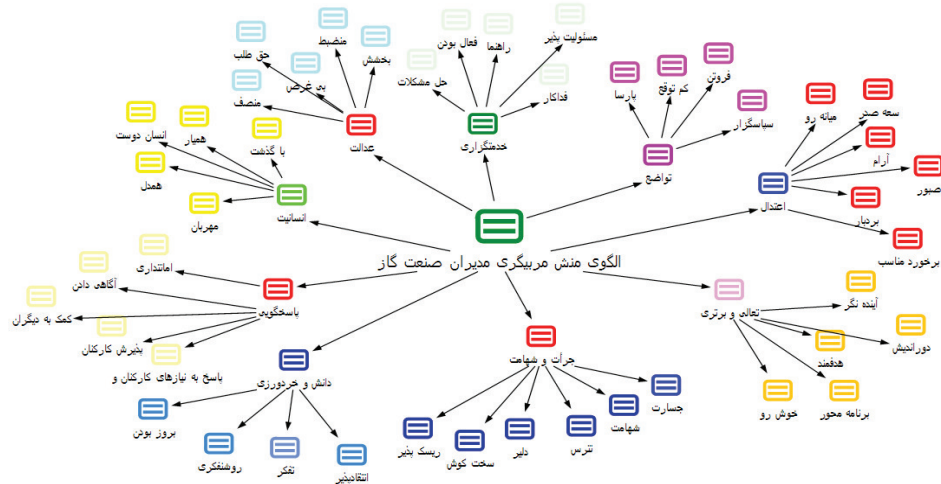 منضبط
فعال بودن
راهنما
مسئولیت پذیر
حق طلب
بخشش
بی غرض
حل مشکلات
منصف
فداکار
پارسا
کم توقع
فروتن
سپاسگزار
میانه رو
سعه صدر
آرام
صبور
بردبار
برخورد مناسب
انسان دوست
همیار
با گذشت
همدل
مهربان
عدالت
خدمتگزاری
تواضع
اعتدال
انسانیت
الگوی منش مربیگری مدیران صنعت گاز
امانتداری
آگاهی دادن
پاسخگویی
کمک به دیگران
پذیرش کارکنان
پاسخ به نیازهای کارکنان و
تعالی و برتری
آینده نگر
دوراندیش
هدفمند
برنامه محور
خوش رو
دانش و خردورزی
جرأت و شهامت
بروز بودن
روشنفکری
تفکر
انتقادپذیر
ریسک پذیر
سخت کوش
دلیر
نترس
شهامت
جسارت